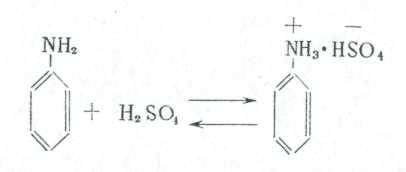 NH₂
+ H₂SO₄
+ −
NH₃·HSO₄